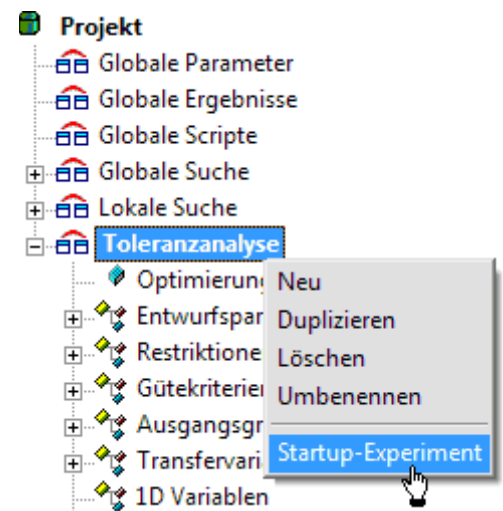 Projekt
Globale Parameter
Globale Ergebnisse
Globale Scripte
Globale Suche
Lokale Suche
Toleranzanalyse
Optimierung
Neu
Entwurfspar
Duplizieren
Restriktione
Löschen
Gütekriterie
Umbenennen
Ausgangsgr
Transfervari
Startup-Experiment
1D Variablen